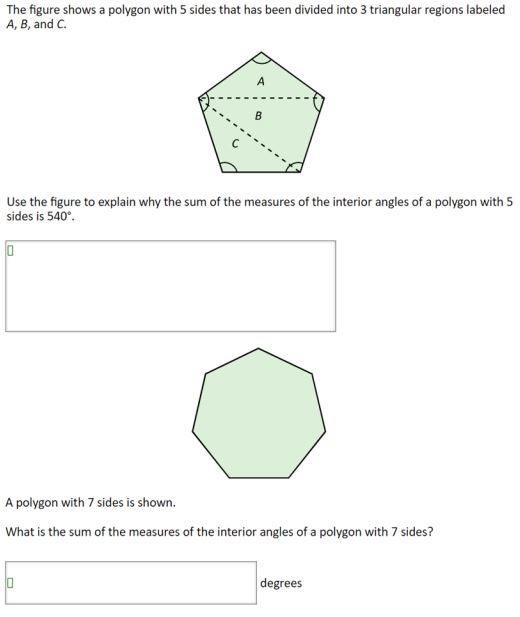 The figure shows a polygon with 5 sides that has been divided into 3 triangular regions labeled
A, B, and C.
A
B
C
Use the figure to explain why the sum of the measures of the interior angles of a polygon with 5
sides is 540°.
A polygon with 7 sides is shown.
What is the sum of the measures of the interior angles of a polygon with 7 sides?
degrees